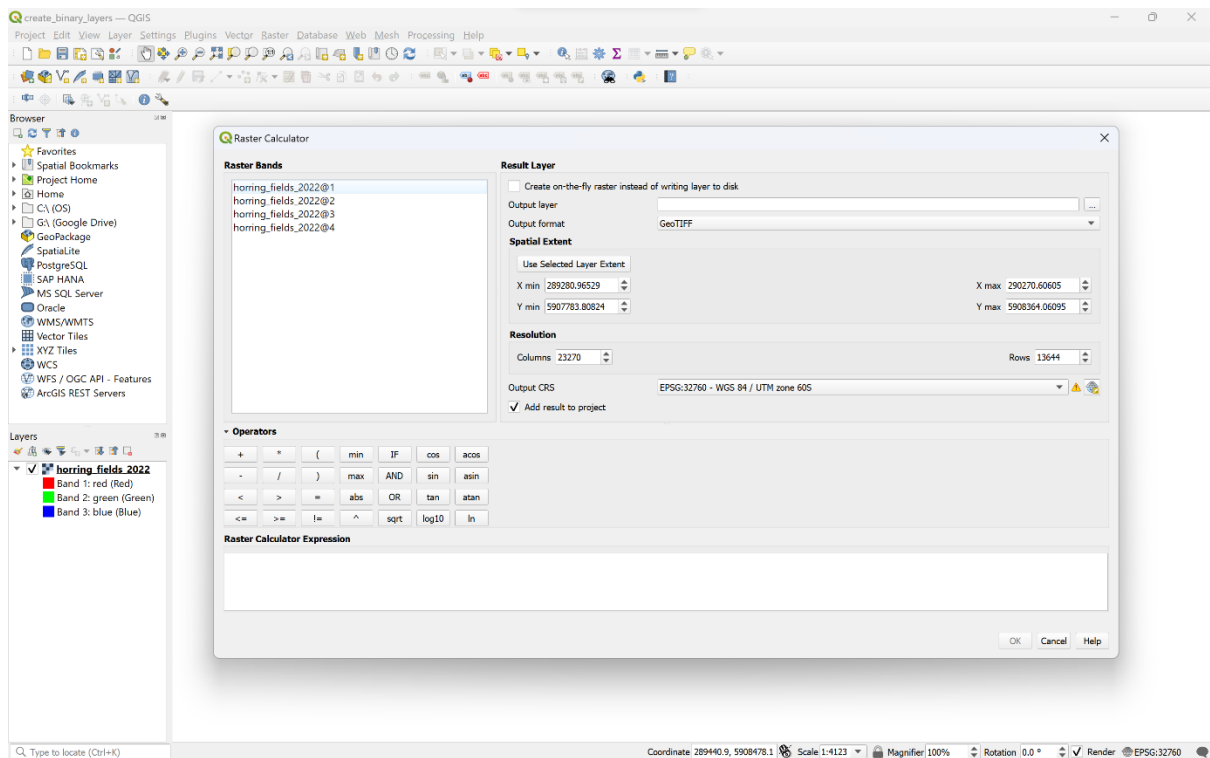 create_binary_layers — QGIS
Project Edit View Layer Settings Plugins Vector Raster Database Web Mesh Processing Help
Browser
Favorites
Spatial Bookmarks
Project Home
Home
C:\ (OS)
G:\ (Google Drive)
GeoPackage
SpatiaLite
PostgreSQL
SAP HANA
MS SQL Server
Oracle
WMS/WMTS
Vector Tiles
XYZ Tiles
WCS
WFS / OGC API - Features
ArcGIS REST Servers
Layers
horring_fields_2022
Band 1: red (Red)
Band 2: green (Green)
Band 3: blue (Blue)
Raster Calculator
Raster Bands
horring_fields_2022@1
horring_fields_2022@2
horring_fields_2022@3
horring_fields_2022@4
Result Layer
Create on-the-fly raster instead of writing layer to disk
Output layer ...
Output format GeoTIFF
Spatial Extent
Use Selected Layer Extent
X min 289280.96529 X max 290270.60605
Y min 5907783.80824 Y max 5908364.06095
Resolution
Columns 23270 Rows 13644
Output CRS EPSG:32760 - WGS 84 / UTM zone 60S
Add result to project
Operators
+ * ( min IF cos acos
- / ) max AND sin asin
< > = abs OR tan atan
<= >= != ^ sqrt log10 ln
Raster Calculator Expression
OK Cancel Help
Type to locate (Ctrl+K) Coordinate 289440.9, 5908478.1 Scale 1:4123 Magnifier 100% Rotation 0.0 ° Render EPSG:32760